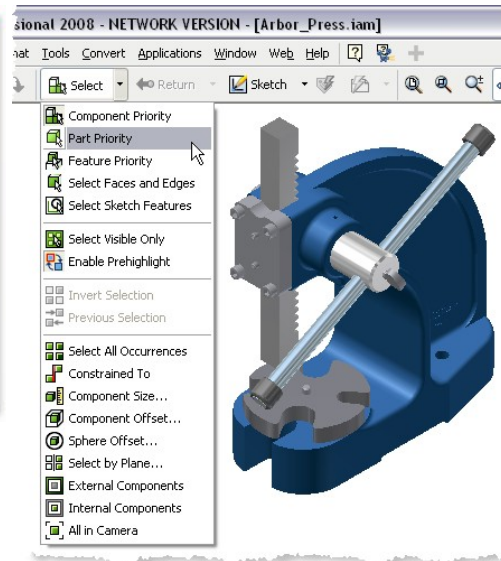 sional 2008 - NETWORK VERSION - [Arbor_Press.iam]
nat Tools Convert Applications Window Web Help
Select Return Sketch
Component Priority
Part Priority
Feature Priority
Select Faces and Edges
Select Sketch Features
Select Visible Only
Enable Prehighlight
Invert Selection
Previous Selection
Select All Occurrences
Constrained To
Component Size...
Component Offset...
Sphere Offset...
Select by Plane...
External Components
Internal Components
All in Camera